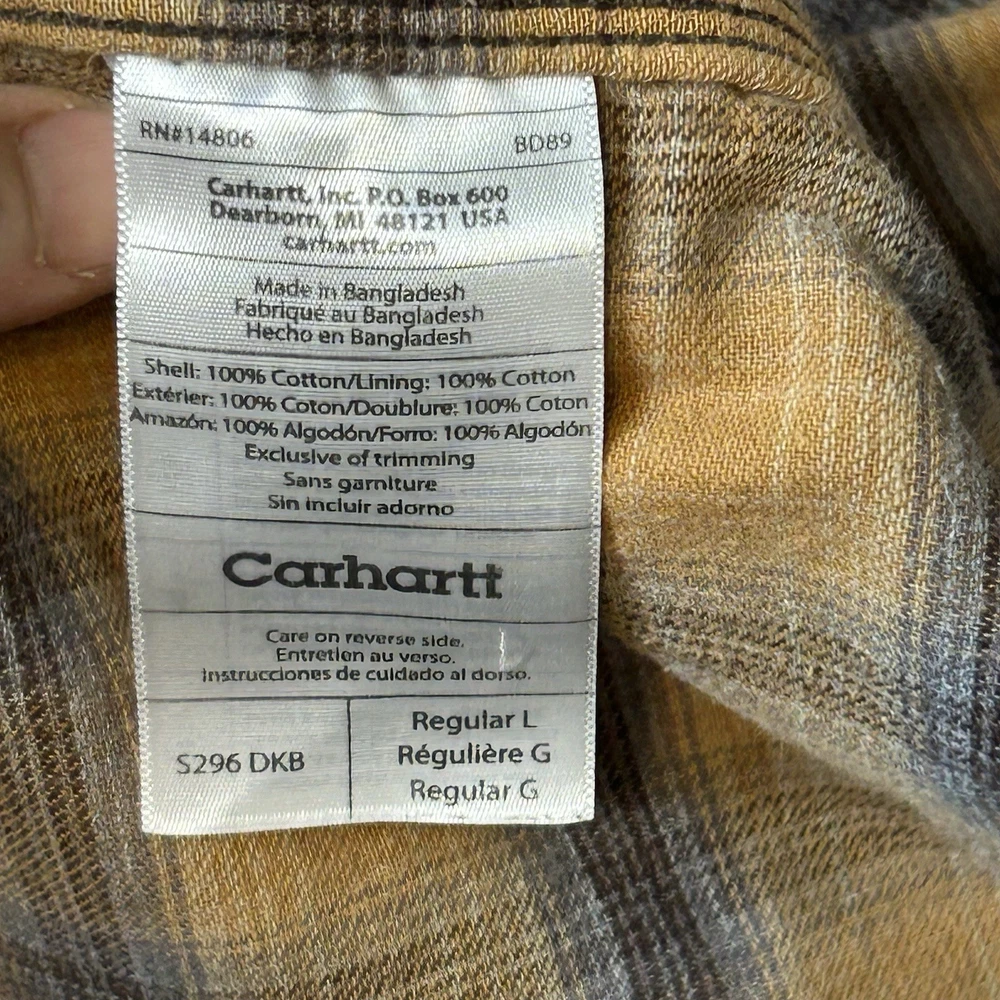 RN#14806 BD89
Carhartt, Inc. P.O. Box 600
Dearborn, MI 48121 USA
carhartt.com
Made in Bangladesh
Fabriqué au Bangladesh
Hecho en Bangladesh
Shell: 100% Cotton/Lining: 100% Cotton
Extérier: 100% Coton/Doublure: 100% Coton
Amazón: 100% Algodón/Forro: 100% Algodón
Exclusive of trimming
Sans garniture
Sin incluir adorno
Carhartt
Care on reverse side.
Entretien au verso.
Instrucciones de cuidado al dorso.
S296 DKB
Regular L
Régulière G
Regular G